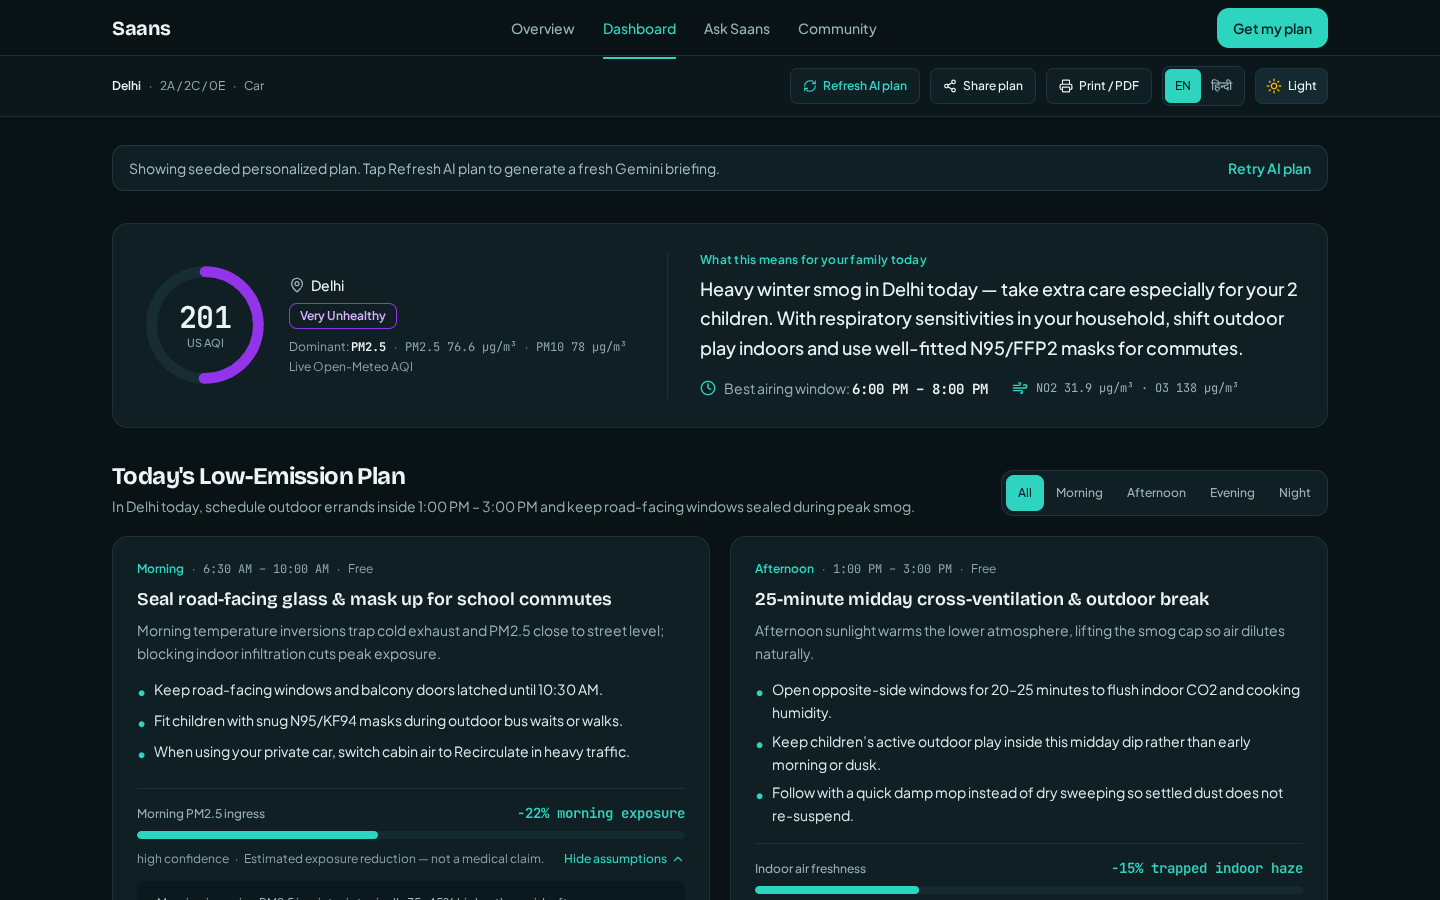 Saans
Overview Dashboard Ask Saans Community
Get my plan
Delhi · 2A / 2C / 0E · Car
Refresh AI plan Share plan Print / PDF EN हिन्दी Light
Showing seeded personalized plan. Tap Refresh AI plan to generate a fresh Gemini briefing.
Retry AI plan
201
US AQI
Delhi
Very Unhealthy
Dominant: PM2.5 · PM2.5 76.6 µg/m³ · PM10 78 µg/m³
Live Open-Meteo AQI
What this means for your family today
Heavy winter smog in Delhi today — take extra care especially for your 2
children. With respiratory sensitivities in your household, shift outdoor
play indoors and use well-fitted N95/FFP2 masks for commutes.
Best airing window: 6:00 PM – 8:00 PM
NO2 31.9 µg/m³ · O3 138 µg/m³
Today's Low-Emission Plan
In Delhi today, schedule outdoor errands inside 1:00 PM – 3:00 PM and keep road-facing windows sealed during peak smog.
All Morning Afternoon Evening Night
Morning · 6:30 AM – 10:00 AM · Free
Seal road-facing glass & mask up for school commutes
Morning temperature inversions trap cold exhaust and PM2.5 close to street level;
blocking indoor infiltration cuts peak exposure.
Keep road-facing windows and balcony doors latched until 10:30 AM.
Fit children with snug N95/KF94 masks during outdoor bus waits or walks.
When using your private car, switch cabin air to Recirculate in heavy traffic.
Morning PM2.5 ingress
-22% morning exposure
high confidence · Estimated exposure reduction — not a medical claim.
Hide assumptions
Afternoon · 1:00 PM – 3:00 PM · Free
25-minute midday cross-ventilation & outdoor break
Afternoon sunlight warms the lower atmosphere, lifting the smog cap so air dilutes
naturally.
Open opposite-side windows for 20–25 minutes to flush indoor CO2 and cooking
humidity.
Keep children's active outdoor play inside this midday dip rather than early
morning or dusk.
Follow with a quick damp mop instead of dry sweeping so settled dust does not
re-suspend.
Indoor air freshness
-15% trapped indoor haze